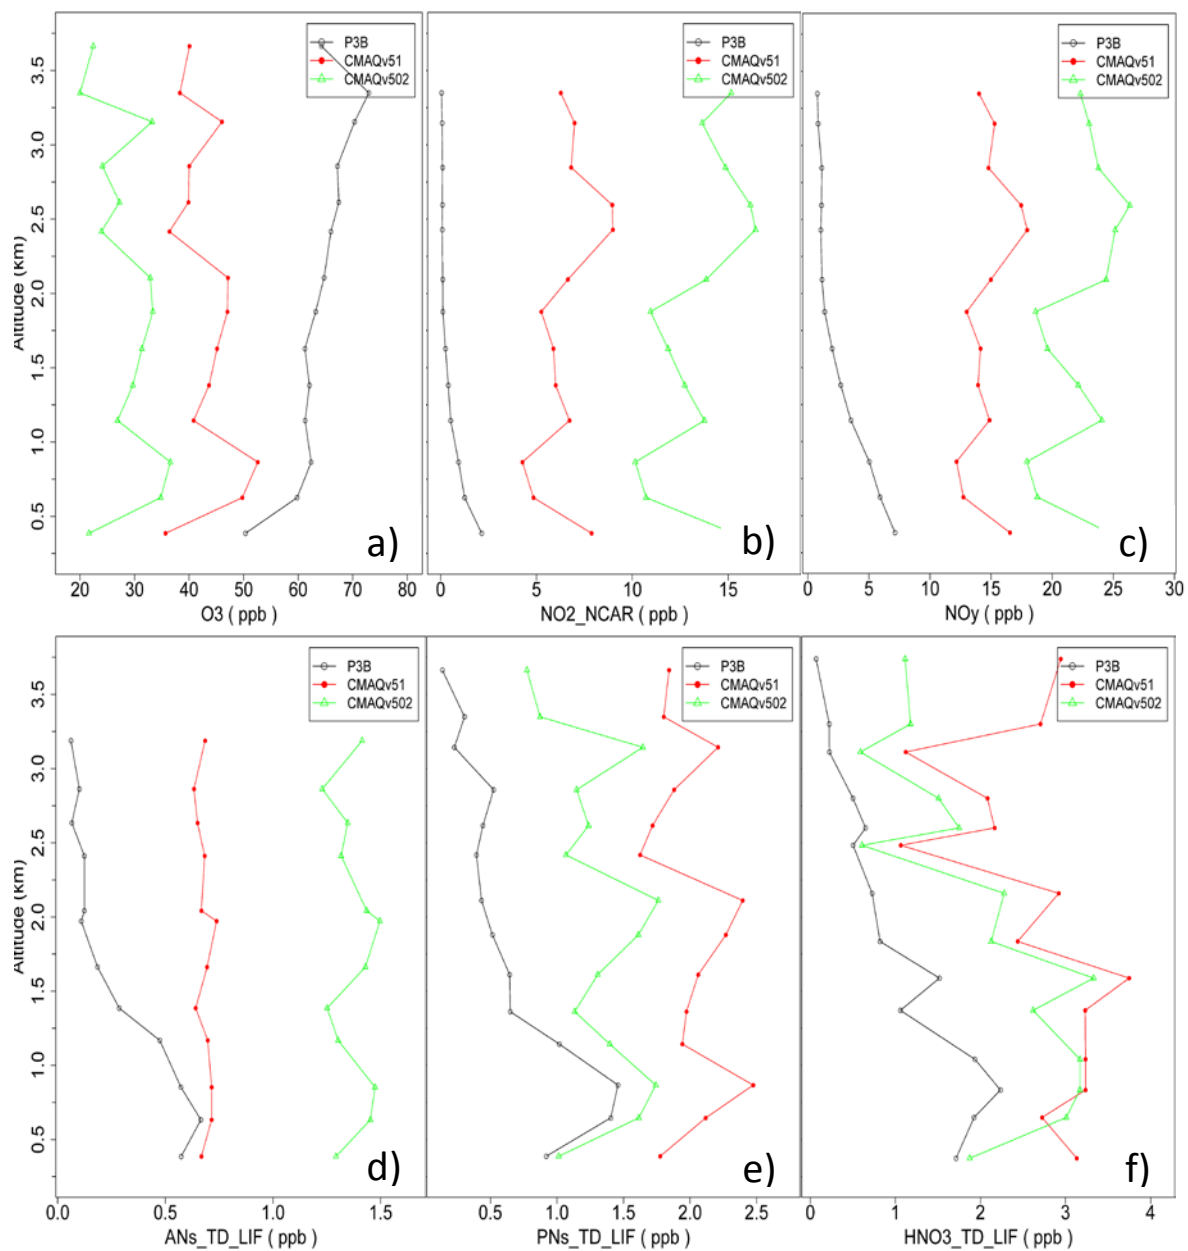 P3B
CMAQv51
CMAQv502
P3B
CMAQv51
CMAQv502
P3B
CMAQv51
CMAQv502
Altitude (km)
3.5
3.0
2.5
2.0
1.5
1.0
0.5
a)
b)
c)
20 30 40 50 60 70 80
0 5 10 15
0 5 10 15 20 25 30
O3 ( ppb )
NO2_NCAR ( ppb )
NOy ( ppb )
P3B
CMAQv51
CMAQv502
P3B
CMAQv51
CMAQv502
P3B
CMAQv51
CMAQv502
Altitude (km)
3.5
3.0
2.5
2.0
1.5
1.0
0.5
d)
e)
f)
0.0 0.5 1.0 1.5
0.5 1.0 1.5 2.0 2.5
0 1 2 3 4
ANs_TD_LIF ( ppb )
PNs_TD_LIF ( ppb )
HNO3_TD_LIF ( ppb )